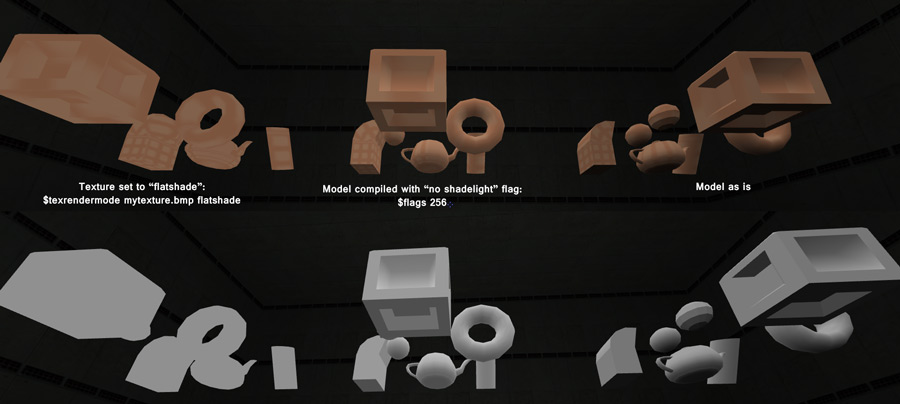 Texture set to “flatshade”:
$texrendermode mytexture.bmp flatshade
Model compiled with “no shadelight” flag:
$flags 256
Model as is